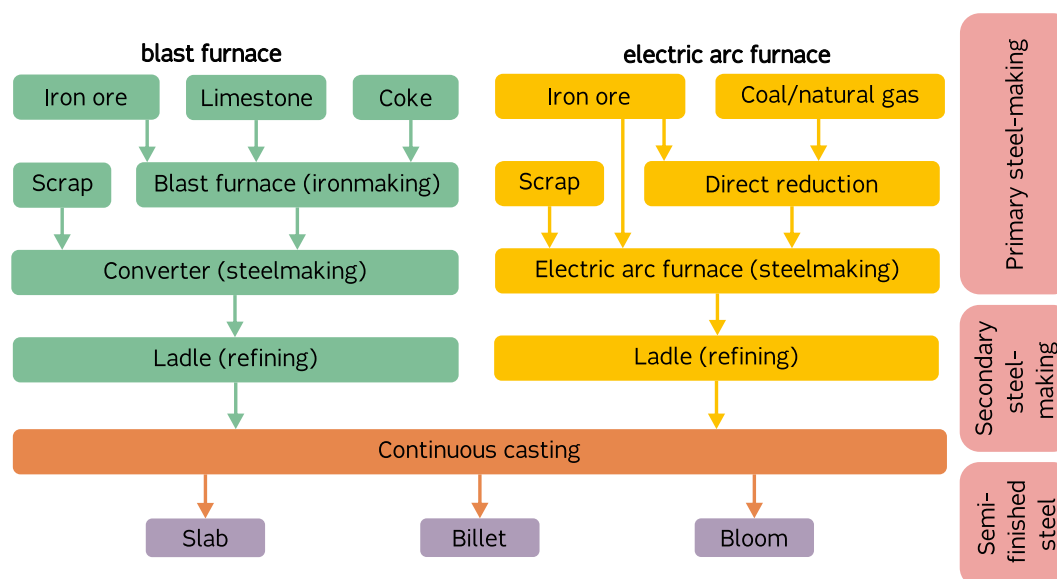 blast furnace
electric arc furnace
Iron ore
Limestone
Coke
Iron ore
Coal/natural gas
Scrap
Blast furnace (ironmaking)
Scrap
Direct reduction
Converter (steelmaking)
Electric arc furnace (steelmaking)
Ladle (refining)
Ladle (refining)
Continuous casting
Slab
Billet
Bloom
Primary steel-making
Secondary
steel-
making
Semi-
finished
steel